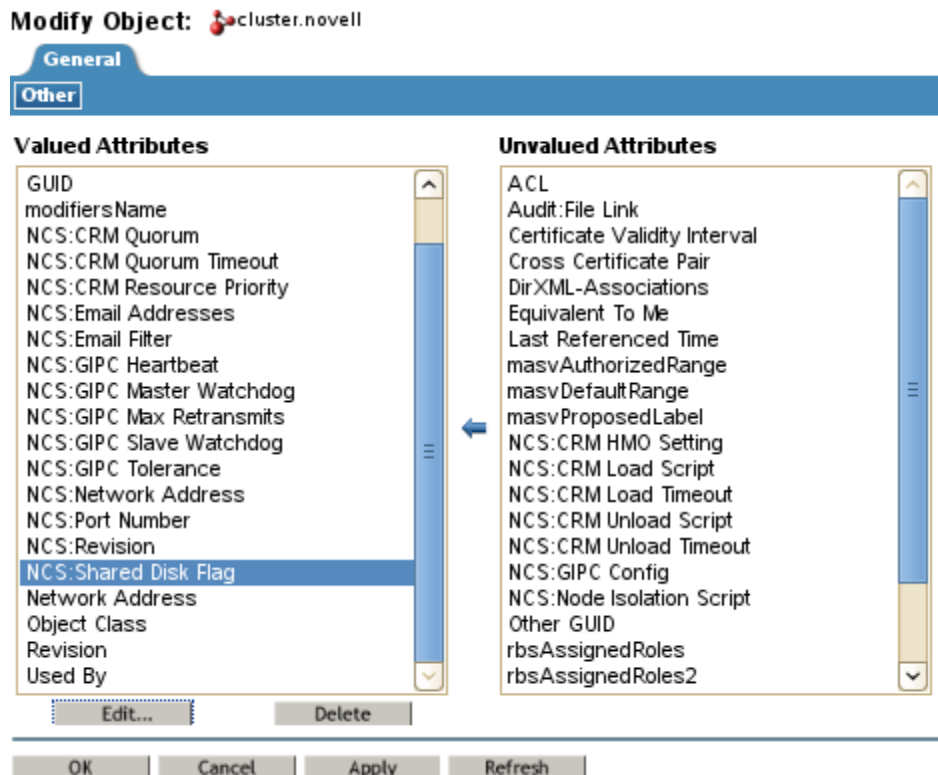 Modify Object: cluster.novell
General
Other
Valued Attributes
GUID
modifiersName
NCS:CRM Quorum
NCS:CRM Quorum Timeout
NCS:CRM Resource Priority
NCS:Email Addresses
NCS:Email Filter
NCS:GIPC Heartbeat
NCS:GIPC Master Watchdog
NCS:GIPC Max Retransmits
NCS:GIPC Slave Watchdog
NCS:GIPC Tolerance
NCS:Network Address
NCS:Port Number
NCS:Revision
NCS:Shared Disk Flag
Network Address
Object Class
Revision
Used By
Edit...
Delete
Unvalued Attributes
ACL
Audit:File Link
Certificate Validity Interval
Cross Certificate Pair
DirXML-Associations
Equivalent To Me
Last Referenced Time
masvAuthorizedRange
masvDefaultRange
masvProposedLabel
NCS:CRM HMO Setting
NCS:CRM Load Script
NCS:CRM Load Timeout
NCS:CRM Unload Script
NCS:CRM Unload Timeout
NCS:GIPC Config
NCS:Node Isolation Script
Other GUID
rbsAssignedRoles
rbsAssignedRoles2
OK
Cancel
Apply
Refresh